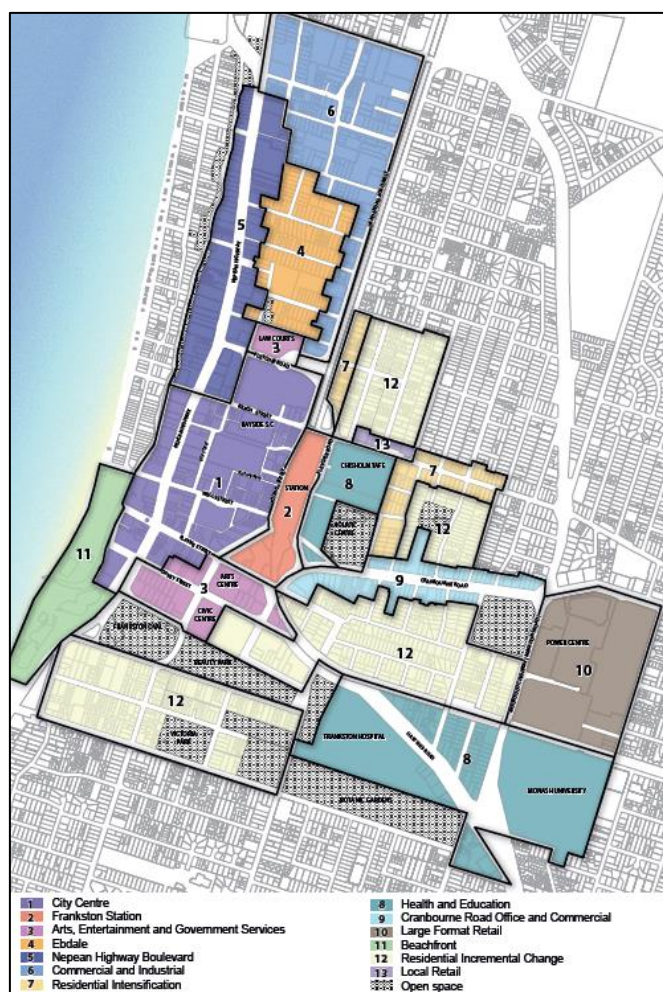 6
5
4
LAW COURTS
3
7
12
BAYSIDE S.C
13
7
CHISHOLM TAFE
8
STATION
2
1
12
11
9
CRANBOURNE ROAD
ARTS
CENTRE
3
CIVIC
CENTRE
12
POWER CENTRE
10
BEAUTY PARK
12
VICTORIA
PARK
FRANKSTON HOSPITAL
8
MONASH UNIVERSITY
BOTANIC GARDENS
1 City Centre
2 Frankston Station
3 Arts, Entertainment and Government Services
4 Ebdale
5 Nepean Highway Boulevard
6 Commercial and Industrial
7 Residential Intensification
8 Health and Education
9 Cranbourne Road Office and Commercial
10 Large Format Retail
11 Beachfront
12 Residential Incremental Change
13 Local Retail
Open space